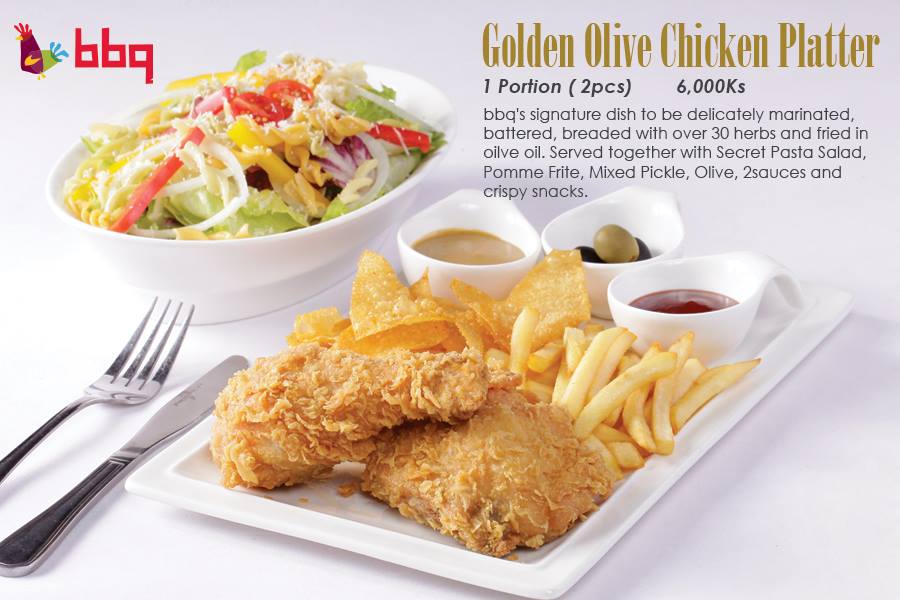 bbq
Golden Olive Chicken Platter
1 Portion ( 2pcs) 6,000Ks
bbq's signature dish to be delicately marinated,
battered, breaded with over 30 herbs and fried in
oilve oil. Served together with Secret Pasta Salad,
Pomme Frite, Mixed Pickle, Olive, 2sauces and
crispy snacks.